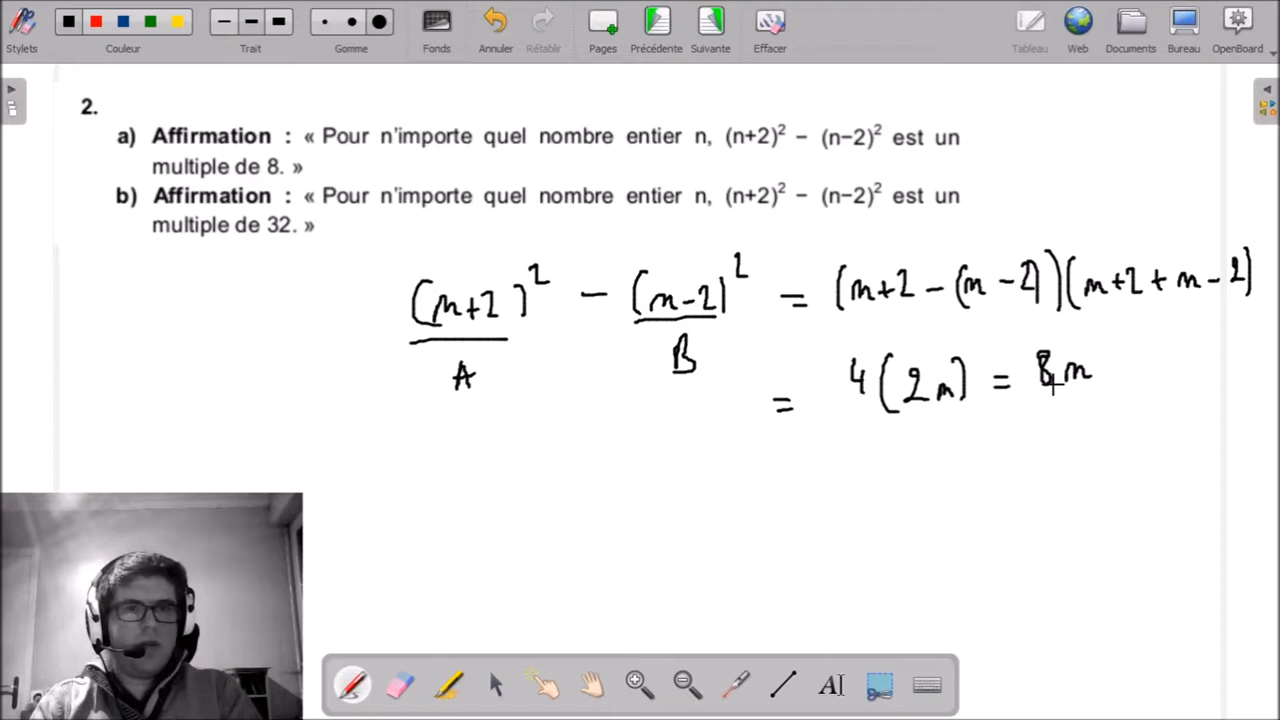 Stylets Couleur Trait Gomme Fonds Annuler Rétablir Pages Précédente Suivante Effacer Tableau Web Documents Bureau OpenBoard
2.
a) Affirmation : « Pour n'importe quel nombre entier n, (n+2)² − (n−2)² est un
multiple de 8. »
b) Affirmation : « Pour n'importe quel nombre entier n, (n+2)² − (n−2)² est un
multiple de 32. »
(n+2)² − (n−2)² = (n+2 − (n−2))(n+2 + n−2)
A B
= 4(2n) = 8n
AI